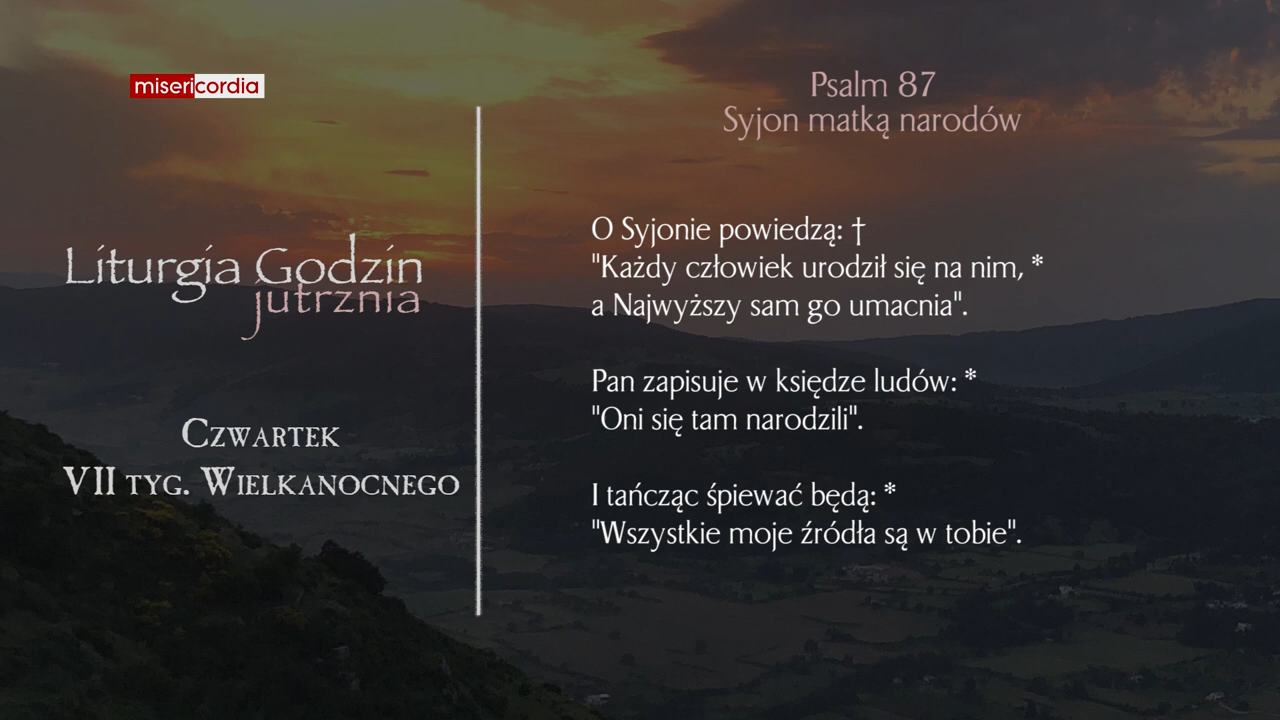 misericordia
Liturgia Godzin
jutrznia
Czwartek
VII tyg. Wielkanocnego
Psalm 87
Syjon matką narodów
O Syjonie powiedzą: †
"Każdy człowiek urodził się na nim, *
a Najwyższy sam go umacnia".
Pan zapisuje w księdze ludów: *
"Oni się tam narodzili".
I tańcząc śpiewać będą: *
"Wszystkie moje źródła są w tobie".